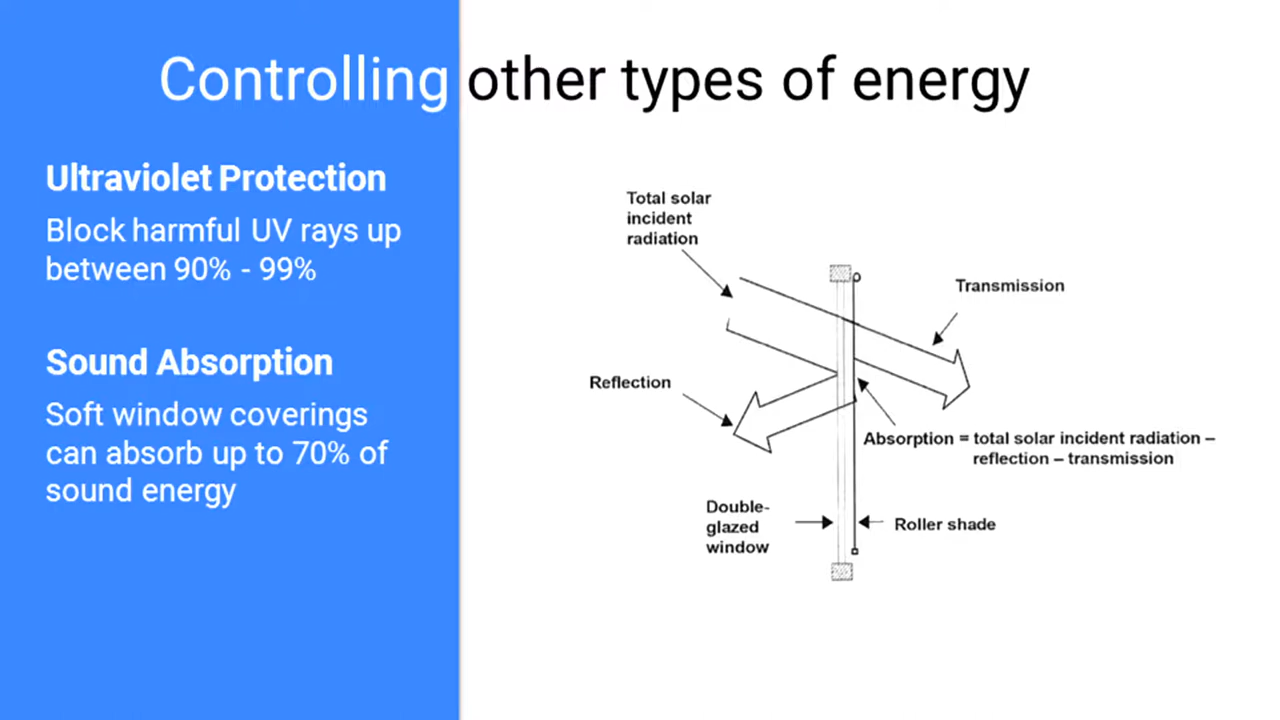 Controlling other types of energy
Ultraviolet Protection
Block harmful UV rays up
between 90% - 99%
Sound Absorption
Soft window coverings
can absorb up to 70% of
sound energy
Total solar
incident
radiation
Transmission
Reflection
Absorption = total solar incident radiation –
reflection – transmission
Double-
glazed
window
Roller shade